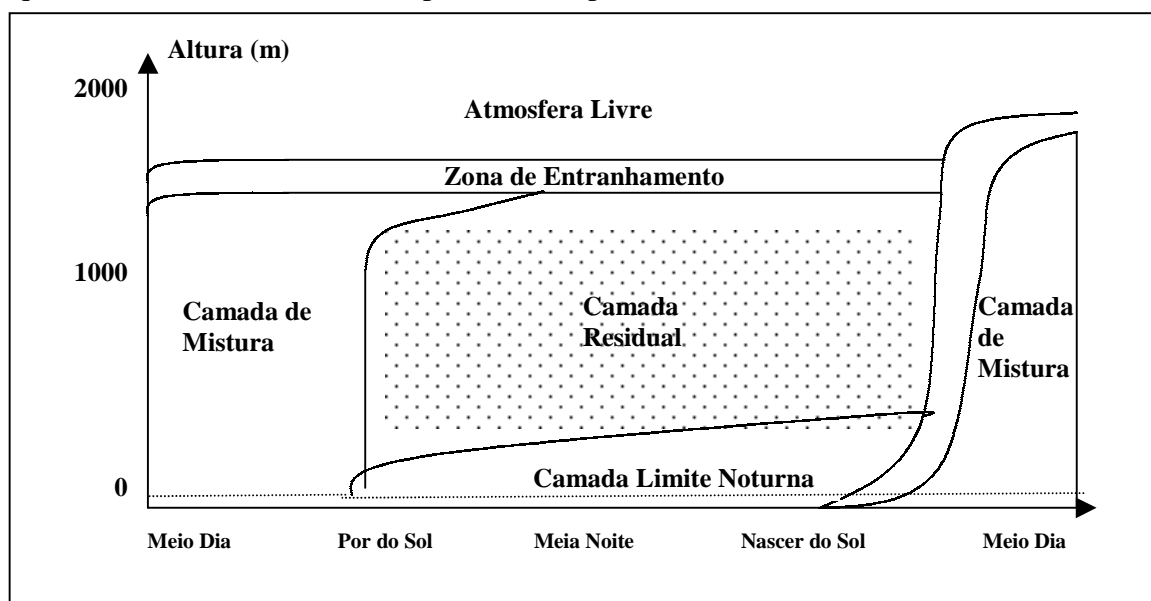 Altura (m)
2000
Atmosfera Livre
Zona de Entranhamento
1000
Camada de
Mistura
Camada
Residual
Camada
de
Mistura
0
Camada Limite Noturna
Meio Dia
Por do Sol
Meia Noite
Nascer do Sol
Meio Dia